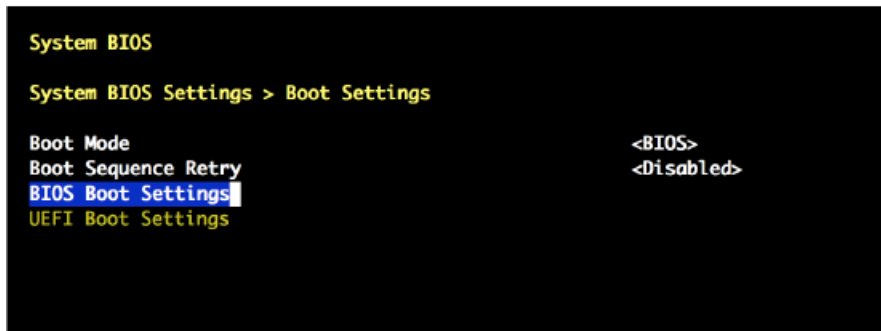 System BIOS
System BIOS Settings > Boot Settings
Boot Mode <BIOS>
Boot Sequence Retry <Disabled>
BIOS Boot Settings
UEFI Boot Settings